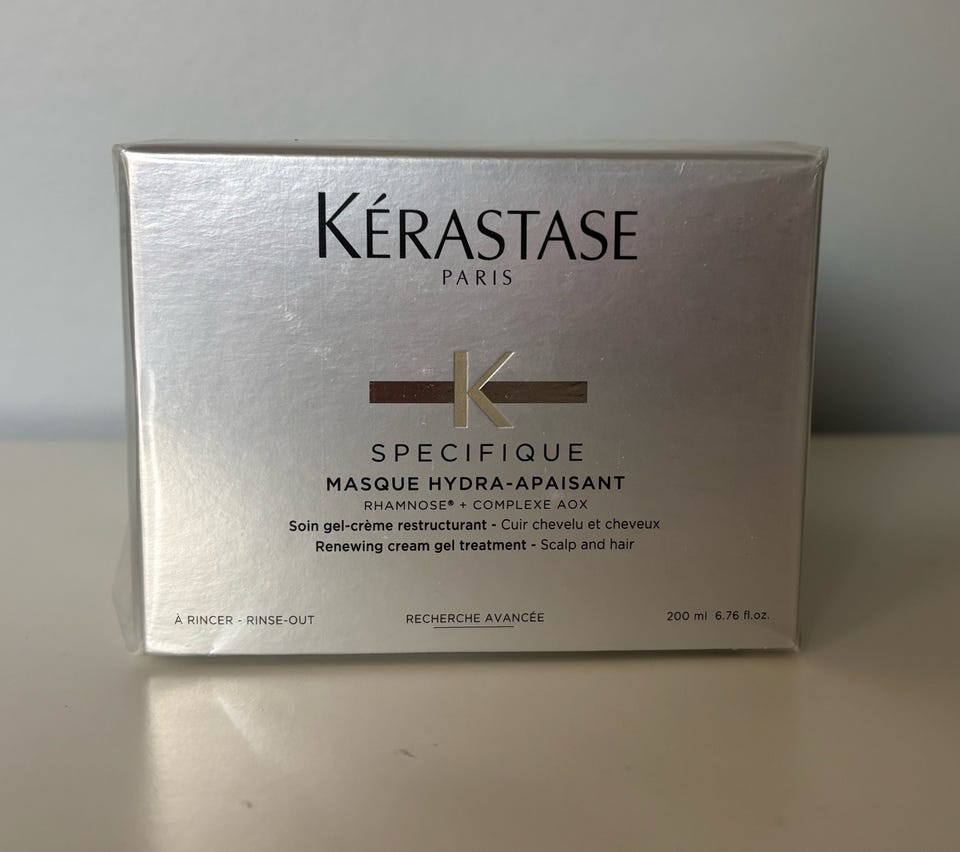 KÉRASTASE
PARIS
K
SPECIFIQUE
MASQUE HYDRA-APAISANT
RHAMNOSE® + COMPLEXE AOX
Soin gel-crème restructurant - Cuir chevelu et cheveux
Renewing cream gel treatment - Scalp and hair
À RINCER - RINSE-OUT
RECHERCHE AVANCÉE
200 ml 6.76 fl.oz.